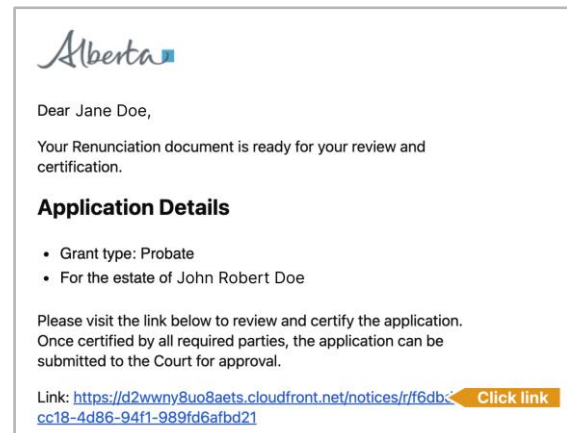 Alberta
Dear Jane Doe,
Your Renunciation document is ready for your review and
certification.
Application Details
• Grant type: Probate
• For the estate of John Robert Doe
Please visit the link below to review and certify the application.
Once certified by all required parties, the application can be
submitted to the Court for approval.
Link: https://d2wwny8uo8aets.cloudfront.net/notices/r/f6db Click link
cc18-4d86-94f1-989fd6afbd21